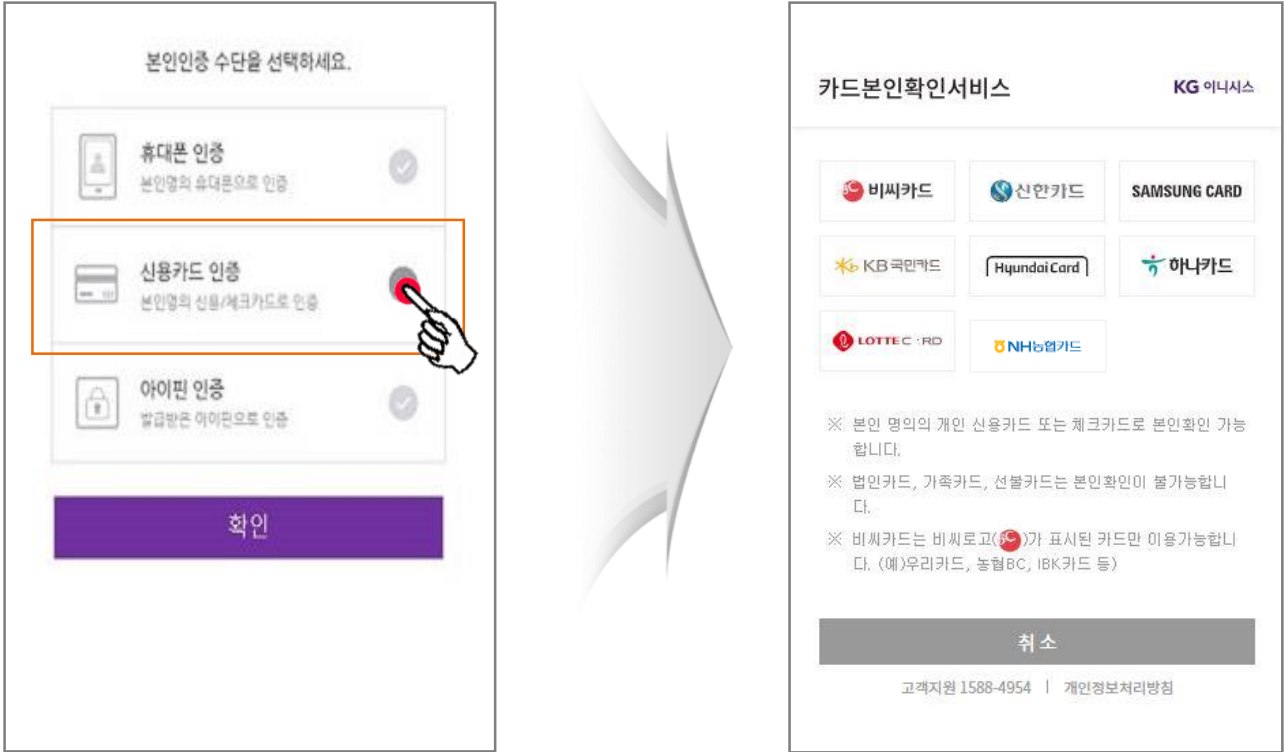 본인인증 수단을 선택하세요.
휴대폰 인증
본인명의 휴대폰으로 인증
신용카드 인증
본인명의 신용/체크카드로 인증
아이핀 인증
발급받은 아이핀으로 인증
확인
카드본인확인서비스
KG 이니시스
비씨카드
신한카드
SAMSUNG CARD
KB 국민카드
Hyundai Card
하나카드
LOTTE C RD
NH농협카드
※ 본인 명의의 개인 신용카드 또는 체크카드로 본인확인 가능
합니다.
※ 법인카드, 가족카드, 선불카드는 본인확인이 불가능합니
다.
※ 비씨카드는 비씨로고( )가 표시된 카드만 이용가능합니
다. (예)우리카드, 농협BC, IBK카드 등)
취소
고객지원 1588-4954 | 개인정보처리방침